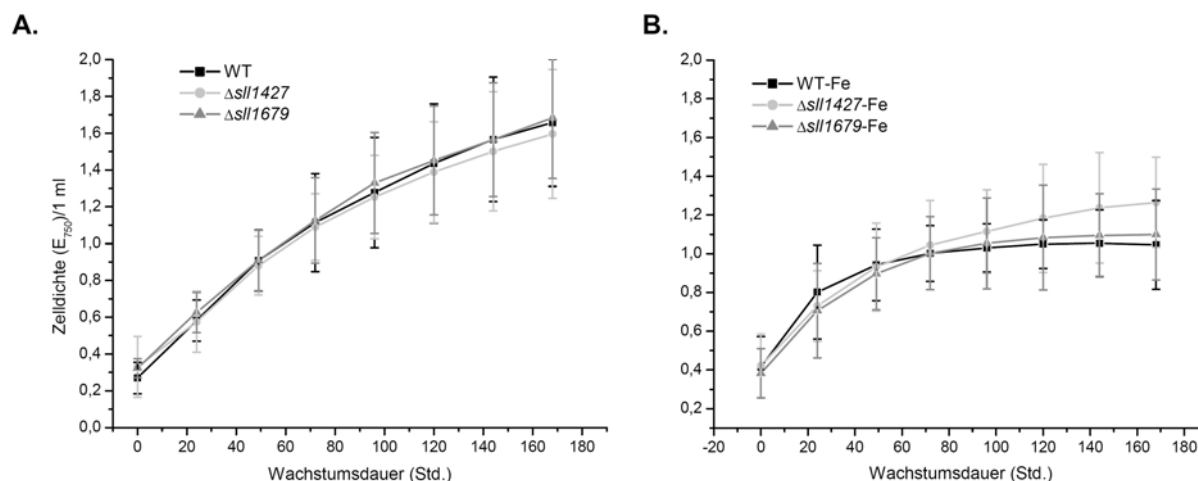 A.
WT
Δsll1427
Δsll1679
2,0
1,8
1,6
1,4
1,2
1,0
0,8
0,6
0,4
0,2
0,0
Zelldichte (E750)/1 ml
0 20 40 60 80 100 120 140 160 180
Wachstumsdauer (Std.)
B.
WT-Fe
Δsll1427-Fe
Δsll1679-Fe
2,0
1,8
1,6
1,4
1,2
1,0
0,8
0,6
0,4
0,2
-20 0 20 40 60 80 100 120 140 160 180
Wachstumsdauer (Std.)